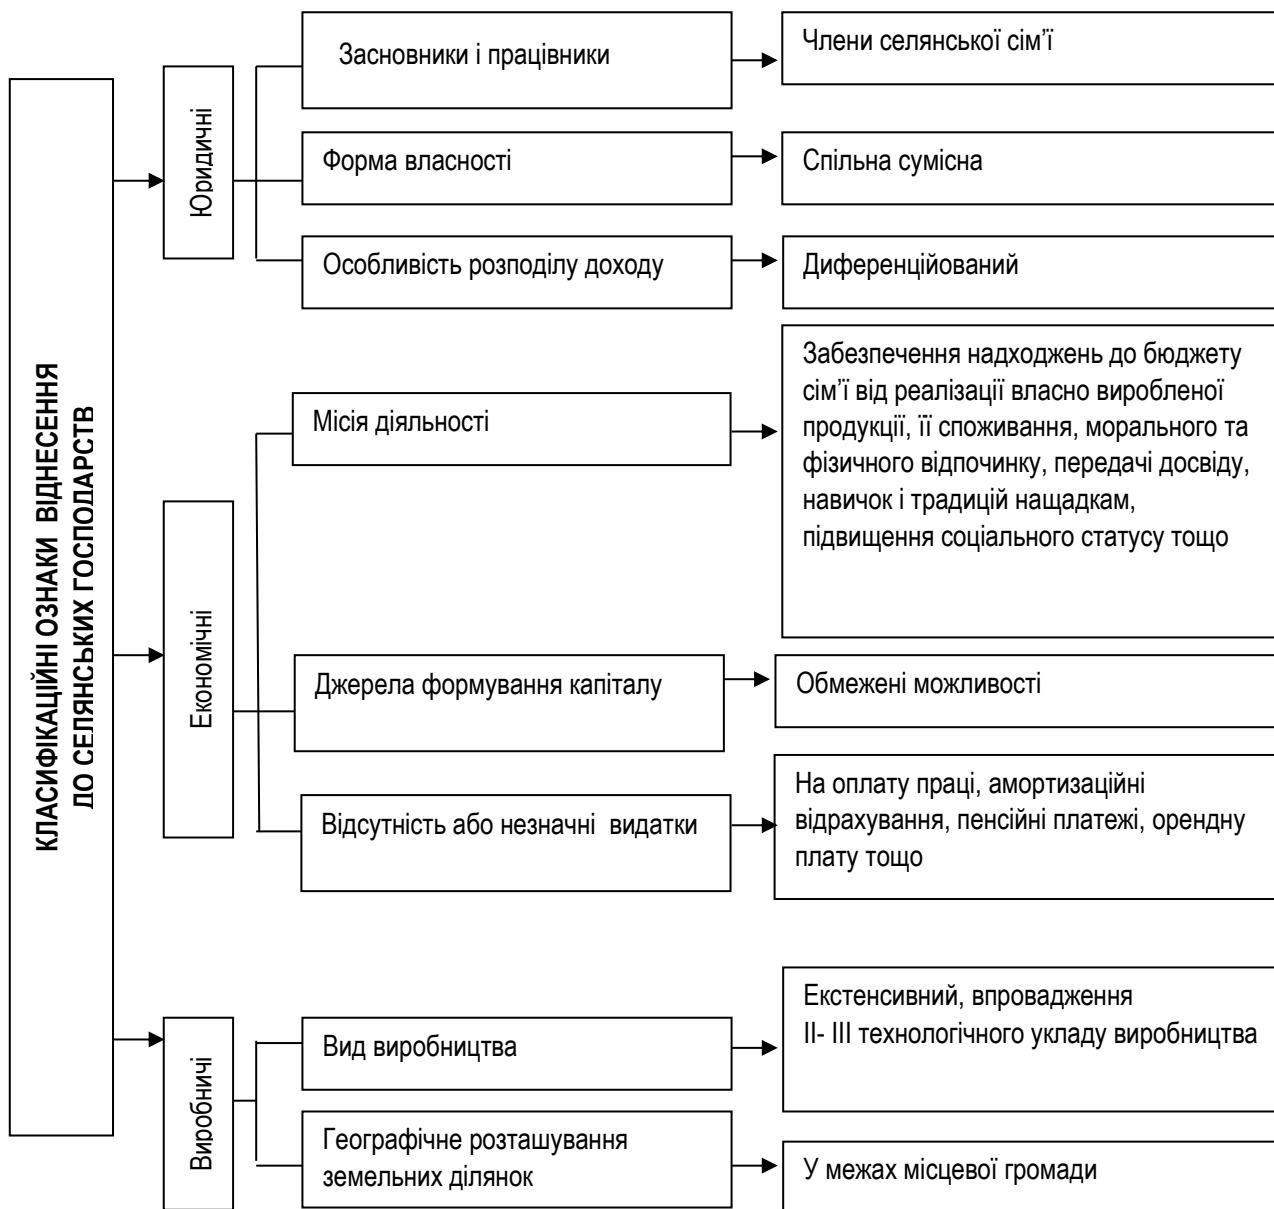 КЛАСИФІКАЦІЙНІ ОЗНАКИ ВІДНЕСЕННЯ
ДО СЕЛЯНСЬКИХ ГОСПОДАРСТВ
Юридичні
Засновники і працівники
Члени селянської сім’ї
Форма власності
Спільна сумісна
Особливість розподілу доходу
Диференційований
Економічні
Місія діяльності
Забезпечення надходжень до бюджету
сім’ї від реалізації власно виробленої
продукції, її споживання, морального та
фізичного відпочинку, передачі досвіду,
навичок і традицій нащадкам,
підвищення соціального статусу тощо
Джерела формування капіталу
Обмежені можливості
Відсутність або незначні видатки
На оплату праці, амортизаційні
відрахування, пенсійні платежі, орендну
плату тощо
Виробничі
Вид виробництва
Екстенсивний, впровадження
ІІ- ІІІ технологічного укладу виробництва
Географічне розташування
земельних ділянок
У межах місцевої громади